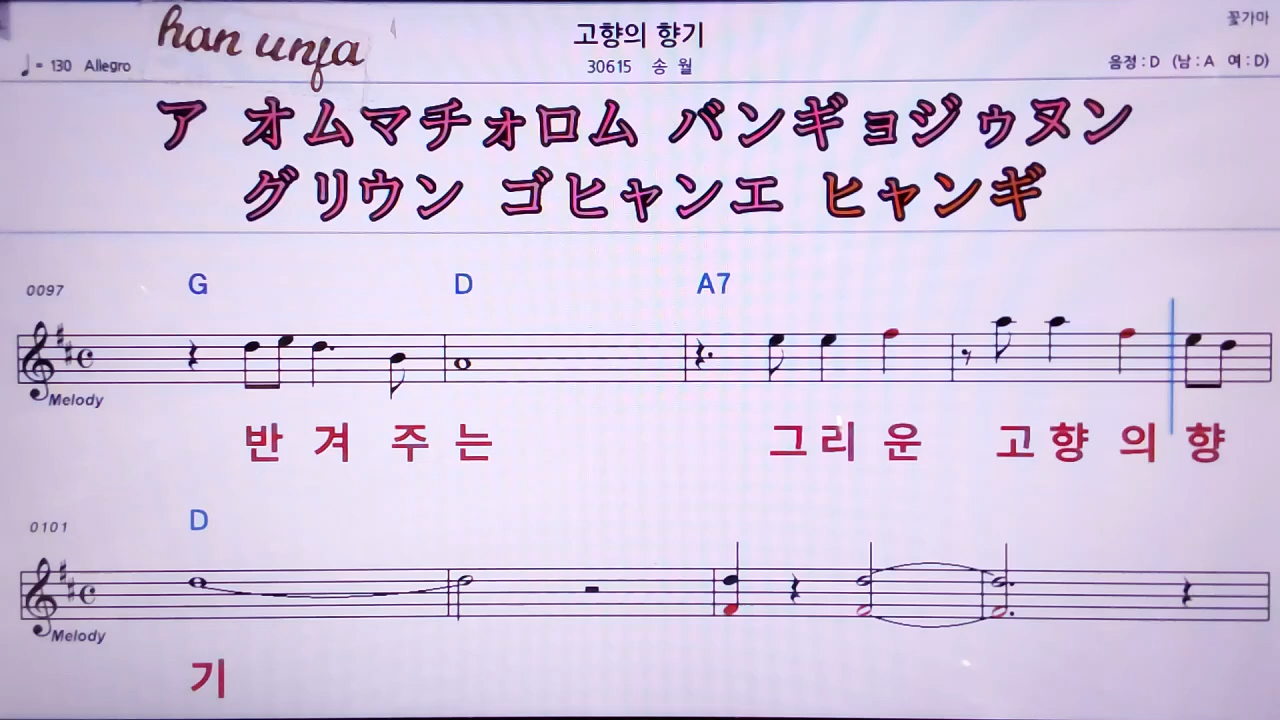 han unfa
고향의 향기
꽃가마
♩= 130 Allegro
30615 송 월
음정 : D (남 : A 여 : D)
ア オムマチォロム バンギョジゥヌン
グリウン ゴヒャンエ ヒャンギ
0097 G D A7
Melody
반 겨 주 는 그 리 운 고 향 의 향
0101 D
Melody
기